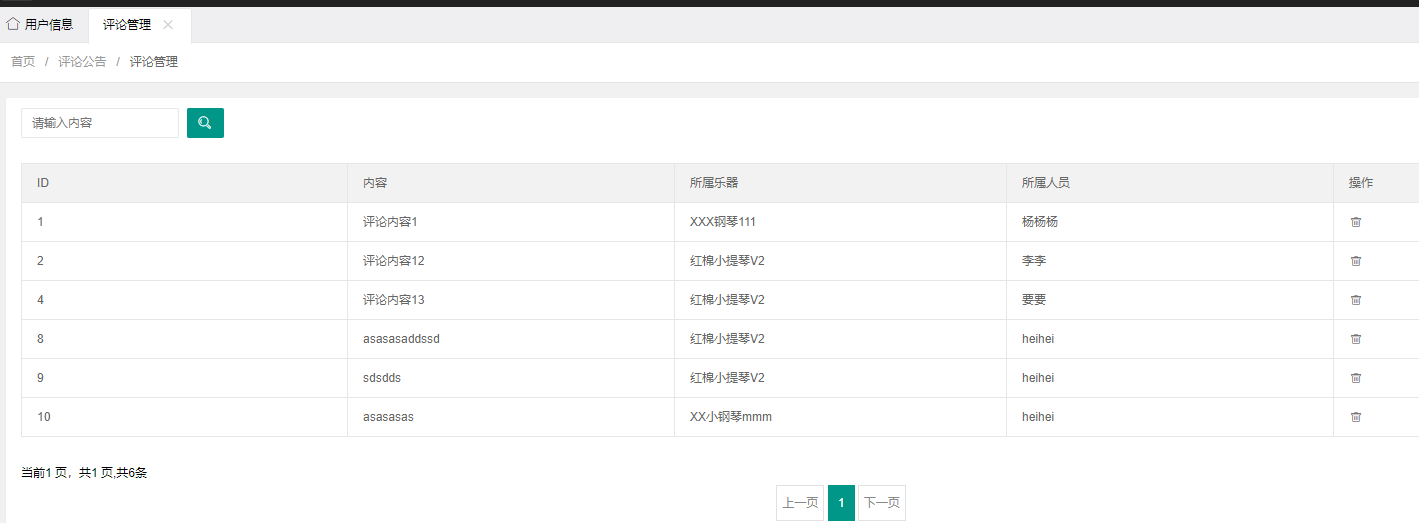 用户信息 评论管理
首页 / 评论公告 / 评论管理
请输入内容
ID 内容 所属乐器 所属人员 操作
1 评论内容1 XXX钢琴111 杨杨杨
2 评论内容12 红棉小提琴V2 李李
4 评论内容13 红棉小提琴V2 要要
8 asasasaddssd 红棉小提琴V2 heihei
9 sdsdds 红棉小提琴V2 heihei
10 asasasas XX小钢琴mmm heihei
当前1 页，共1 页,共6条
上一页 1 下一页